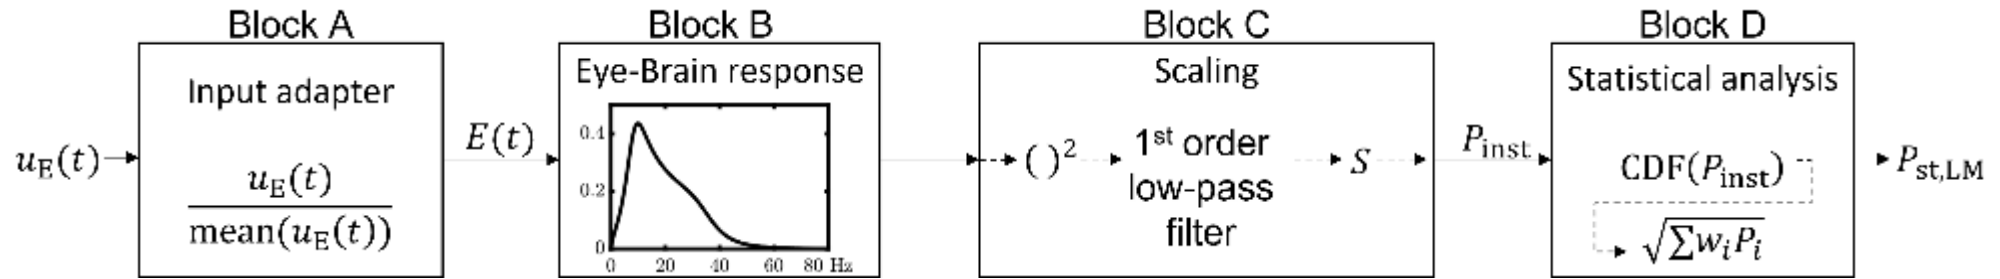 Block A
Input adapter
u_E(t)
u_E(t)
mean(u_E(t))
E(t)
Block B
Eye-Brain response
0.4
0.2
0
0 20 40 60 80 Hz
Block C
Scaling
( )²
1st order
low-pass
filter
S
P_inst
Block D
Statistical analysis
CDF(P_inst)
√∑w_iP_i
P_st,LM